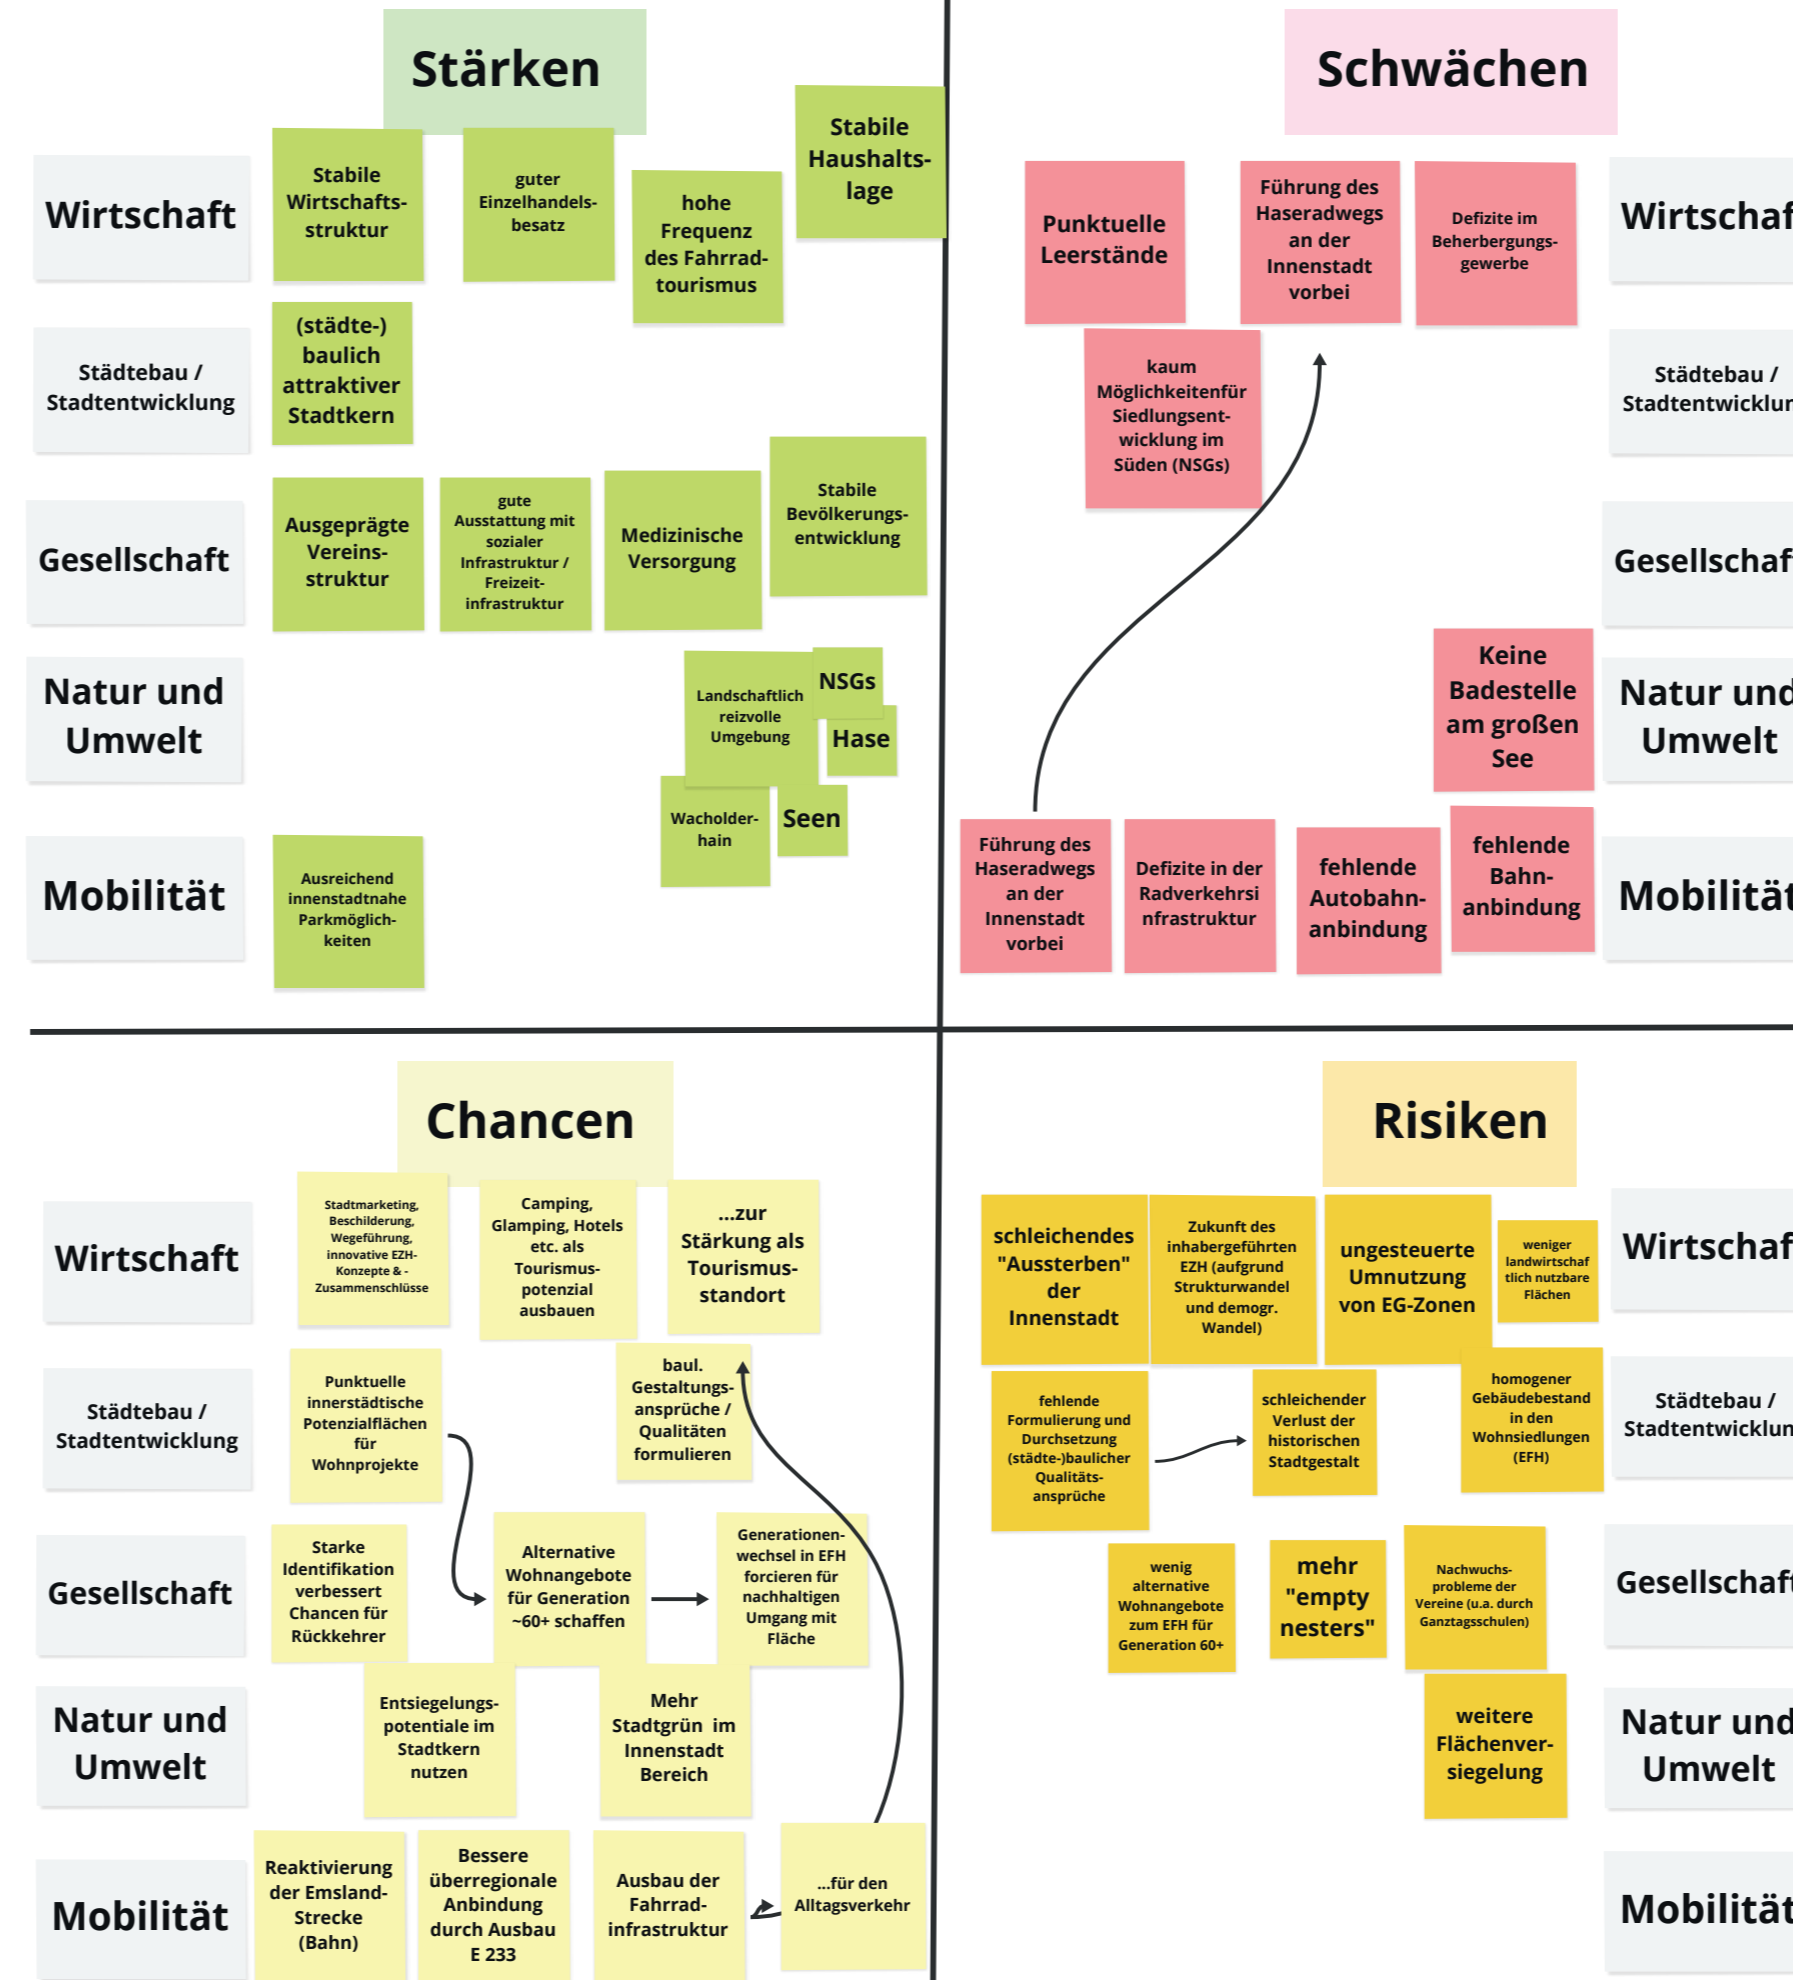 Stärken
Wirtschaft
Stabile
Wirtschafts-
struktur
guter
Einzelhandels-
besatz
hohe
Frequenz
des Fahrrad-
tourismus
Stabile
Haushalts-
lage
Städtebau /
Stadtentwicklung
(städte-)
baulich
attraktiver
Stadtkern
Gesellschaft
Ausgeprägte
Vereins-
struktur
gute
Ausstattung mit
sozialer
Infrastruktur /
Freizeit-
infrastruktur
Medizinische
Versorgung
Stabile
Bevölkerungs-
entwicklung
Natur und
Umwelt
Landschaftlich
reizvolle
Umgebung
NSGs
Hase
Wacholder-
hain
Seen
Mobilität
Ausreichend
innenstadtnahe
Parkmöglich-
keiten
Schwächen
Punktuelle
Leerstände
Führung des
Haseradwegs
an der
Innenstadt
vorbei
Defizite im
Beherbergungs-
gewerbe
Wirtschaf
kaum
Möglichkeitenfür
Siedlungsent-
wicklung im
Süden (NSGs)
Städtebau /
Stadtentwicklun
Gesellschaf
Keine
Badestelle
am großen
See
Natur und
Umwelt
Führung des
Haseradwegs
an der
Innenstadt
vorbei
Defizite in der
Radverkehrsi
nfrastruktur
fehlende
Autobahn-
anbindung
fehlende
Bahn-
anbindung
Mobilität
Chancen
Wirtschaft
Stadtmarketing,
Beschilderung,
Wegeführung,
innovative EZH-
Konzepte & -
Zusammenschlüsse
Camping,
Glamping, Hotels
etc. als
Tourismus-
potenzial
ausbauen
...zur
Stärkung als
Tourismus-
standort
Städtebau /
Stadtentwicklung
Punktuelle
innerstädtische
Potenzialflächen
für
Wohnprojekte
baul.
Gestaltungs-
ansprüche /
Qualitäten
formulieren
Gesellschaft
Starke
Identifikation
verbessert
Chancen für
Rückkehrer
Alternative
Wohnangebote
für Generation
~60+ schaffen
Generationen-
wechsel in EFH
forcieren für
nachhaltigen
Umgang mit
Fläche
Natur und
Umwelt
Entsiegelungs-
potentiale im
Stadtkern
nutzen
Mehr
Stadtgrün im
Innenstadt
Bereich
Mobilität
Reaktivierung
der Emsland-
Strecke
(Bahn)
Bessere
überregionale
Anbindung
durch Ausbau
E 233
Ausbau der
Fahrrad-
infrastruktur
...für den
Alltagsverkehr
Risiken
schleichendes
"Aussterben"
der
Innenstadt
Zukunft des
inhabergeführten
EZH (aufgrund
Strukturwandel
und demogr.
Wandel)
ungesteuerte
Umnutzung
von EG-Zonen
weniger
landwirtschaf
tlich nutzbare
Flächen
Wirtschaf
fehlende
Formulierung und
Durchsetzung
(städte-)baulicher
Qualitäts-
ansprüche
schleichender
Verlust der
historischen
Stadtgestalt
homogener
Gebäudebestand
in den
Wohnsiedlungen
(EFH)
Städtebau /
Stadtentwicklun
wenig
alternative
Wohnangebote
zum EFH für
Generation 60+
mehr
"empty
nesters"
Nachwuchs-
probleme der
Vereine (u.a. durch
Ganztagsschulen)
Gesellschaft
weitere
Flächenver-
siegelung
Natur und
Umwelt
Mobilität